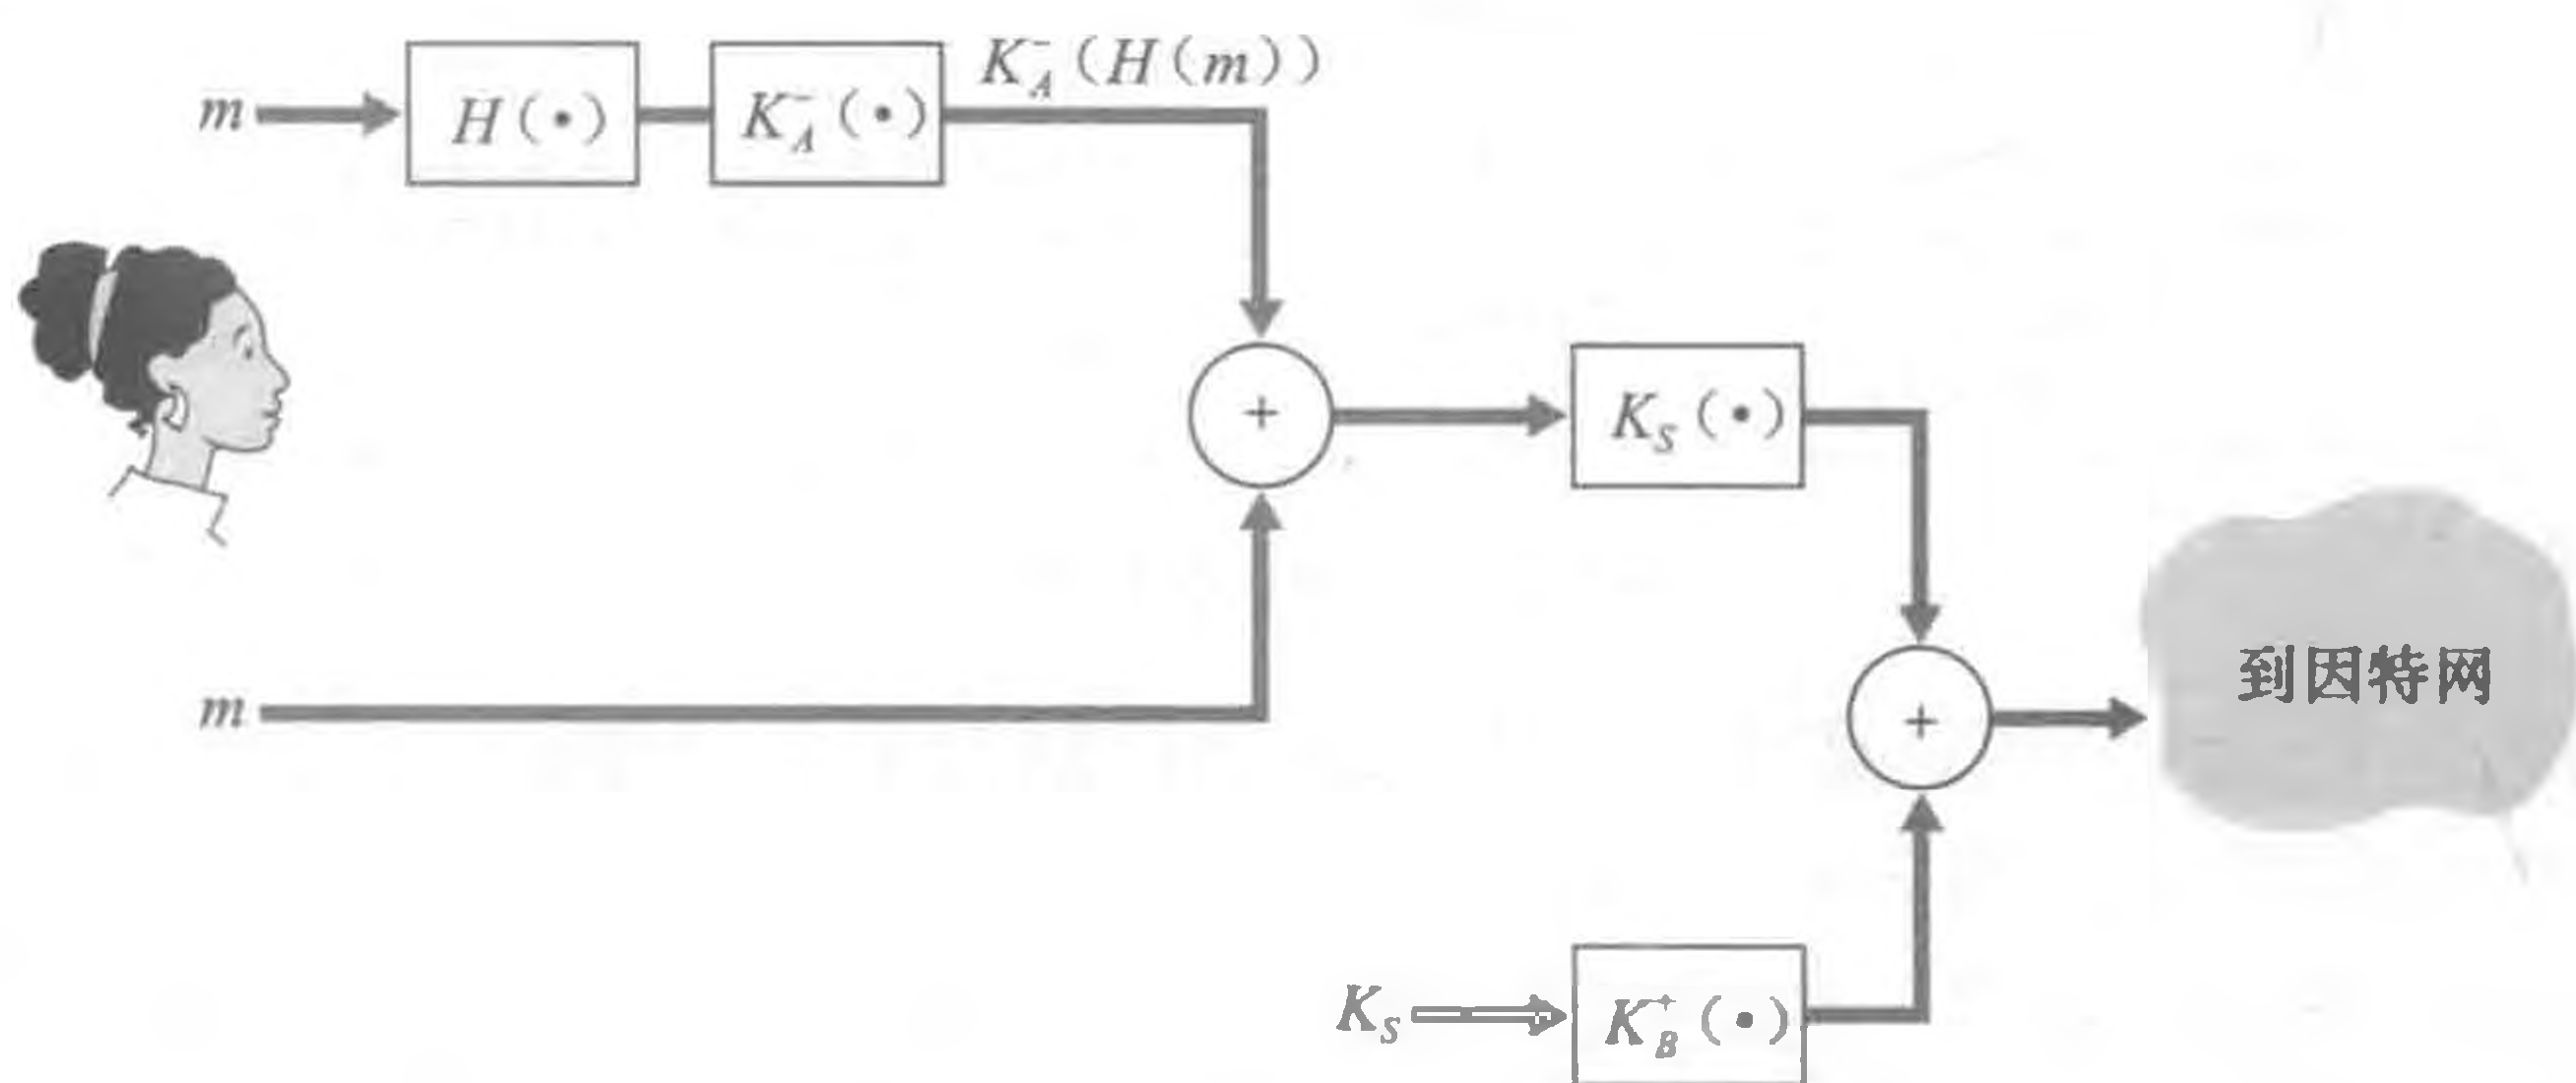 K_A^-(H(m))
m
H(•)
K_A^-(•)
+
K_S(•)
到因特网
m
+
K_S
K_B^+(•)